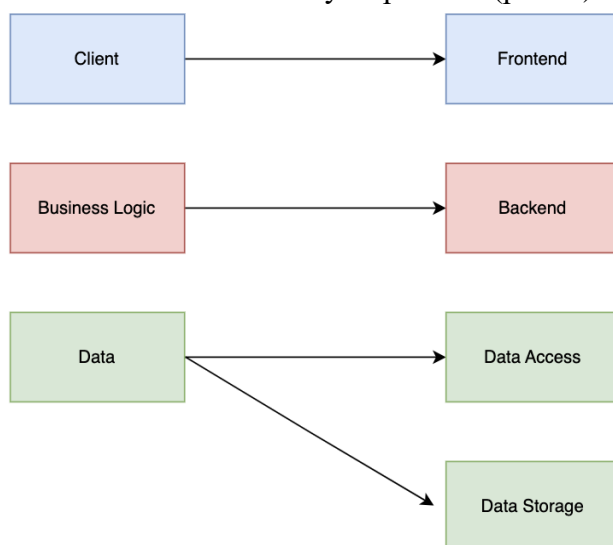 Client
Frontend
Business Logic
Backend
Data
Data Access
Data Storage